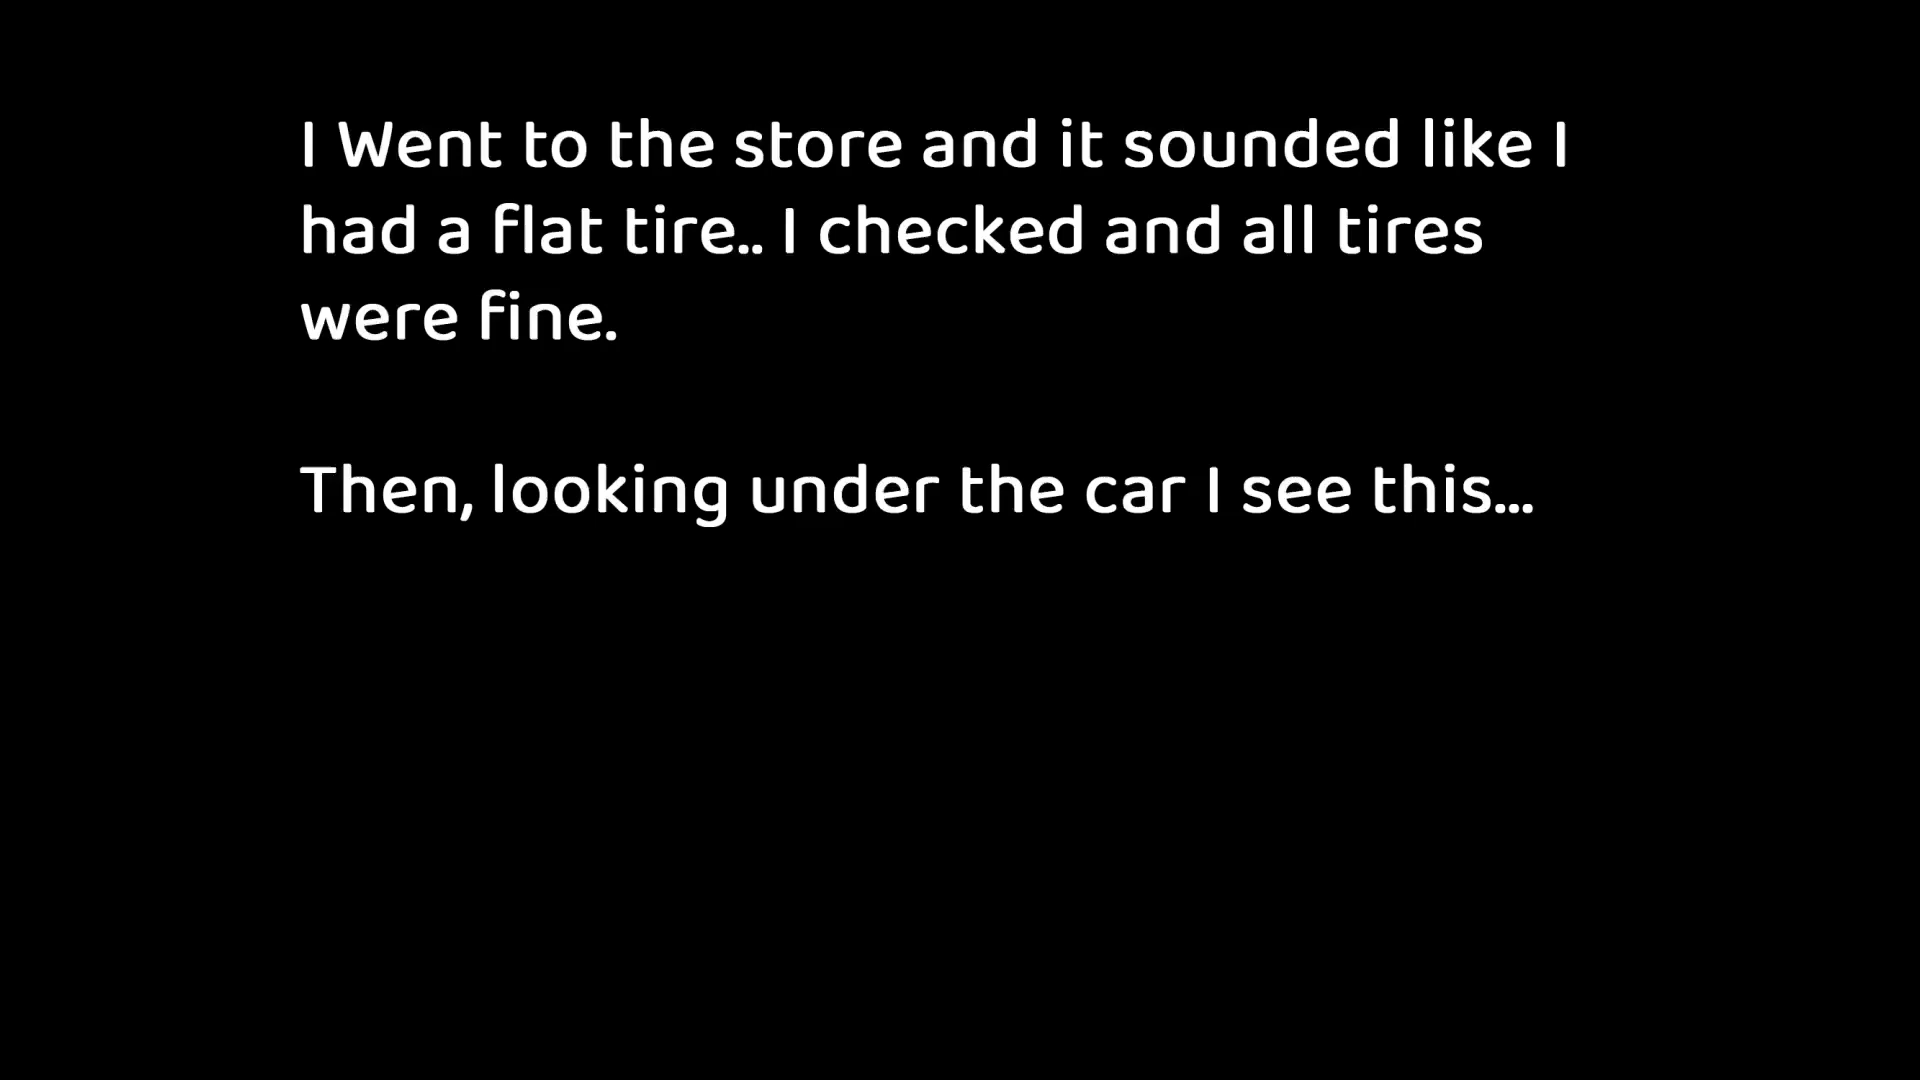 I Went to the store and it sounded like I
had a flat tire.. I checked and all tires
were fine.
Then, looking under the car I see this...